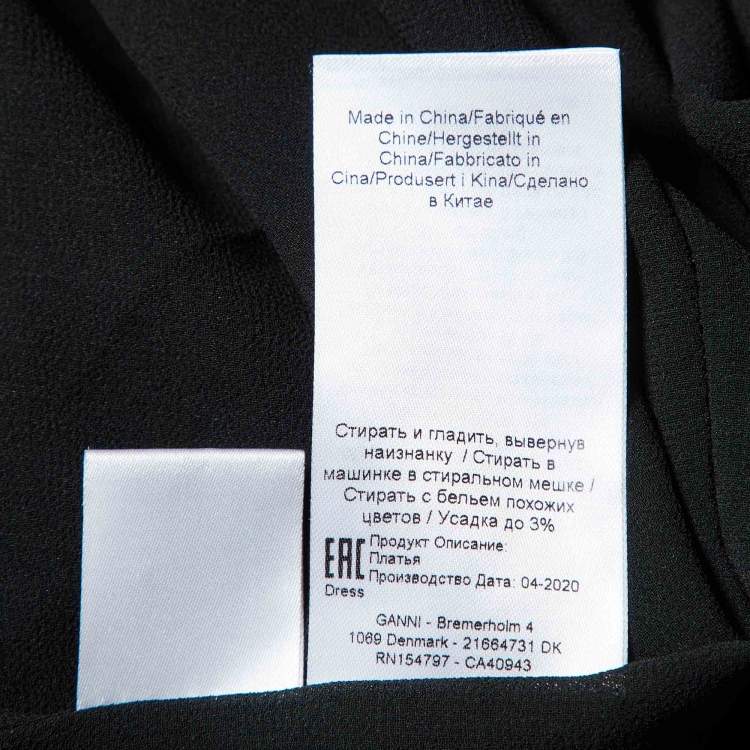 Made in China/Fabriqué en
Chine/Hergestellt in
China/Fabbricato in
Cina/Produsert i Kina/Сделано
в Китае
Стирать и гладить, вывернув
наизнанку / Стирать в
машинке в стиральном мешке /
Стирать с бельем похожих
цветов / Усадка до 3%
EAC Продукт Описание:
Платья
Производство Дата: 04-2020
Dress
GANNI - Bremerholm 4
1069 Denmark - 21664731 DK
RN154797 - CA40943